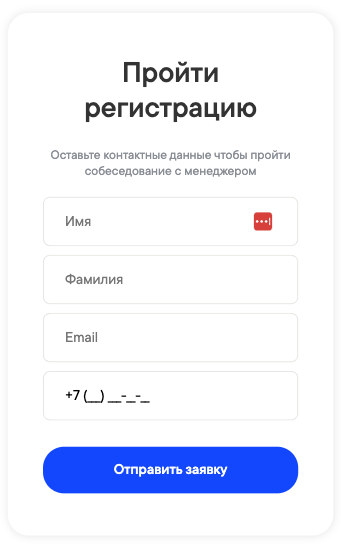 Пройти
регистрацию
Оставьте контактные данные чтобы пройти
собеседование с менеджером
Имя
Фамилия
Email
+7 (__) __-_-_
Отправить заявку